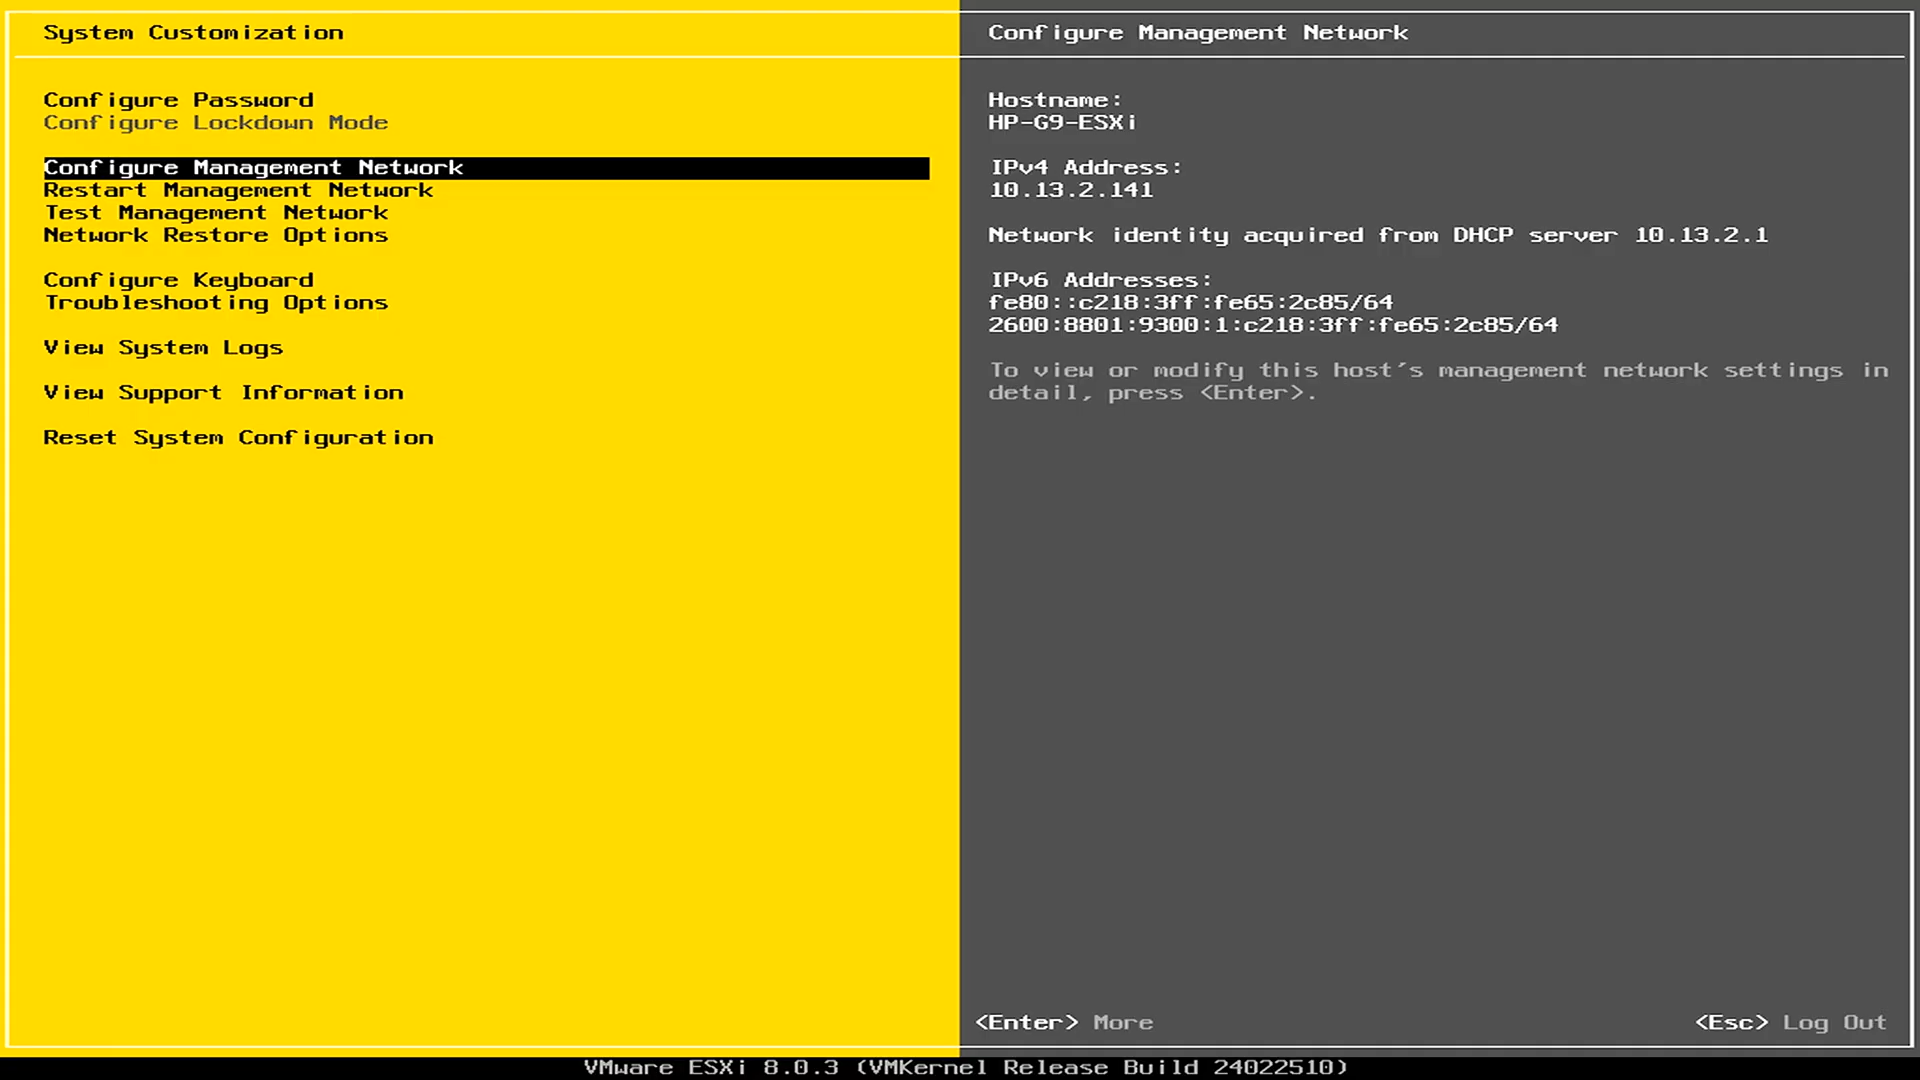 System Customization
Configure Password
Configure Lockdown Mode
Configure Management Network
Restart Management Network
Test Management Network
Network Restore Options
Configure Keyboard
Troubleshooting Options
View System Logs
View Support Information
Reset System Configuration
Configure Management Network
Hostname:
HP-G9-ESXi
IPv4 Address:
10.13.2.141
Network identity acquired from DHCP server 10.13.2.1
IPv6 Addresses:
fe80::c218:3ff:fe65:2c85/64
2600:8801:9300:1:c218:3ff:fe65:2c85/64
To view or modify this host's management network settings in
detail, press <Enter>.
<Enter> More
<Esc> Log Out
VMware ESXi 8.0.3 (VMKernel Release Build 24022510)